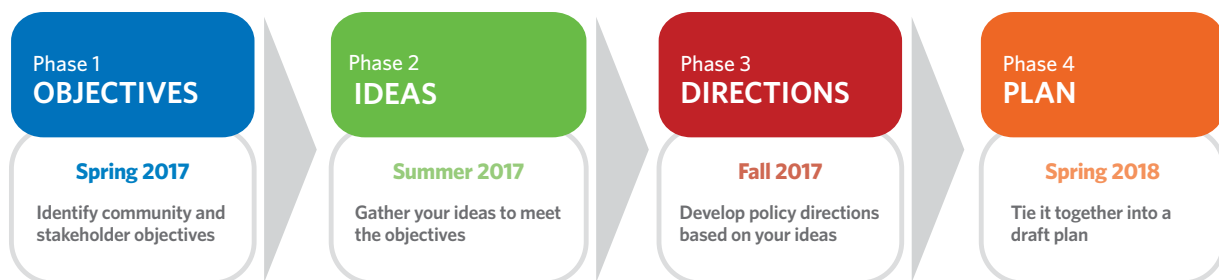 Phase 1
OBJECTIVES
Spring 2017
Identify community and
stakeholder objectives
Phase 2
IDEAS
Summer 2017
Gather your ideas to meet
the objectives
Phase 3
DIRECTIONS
Fall 2017
Develop policy directions
based on your ideas
Phase 4
PLAN
Spring 2018
Tie it together into a
draft plan